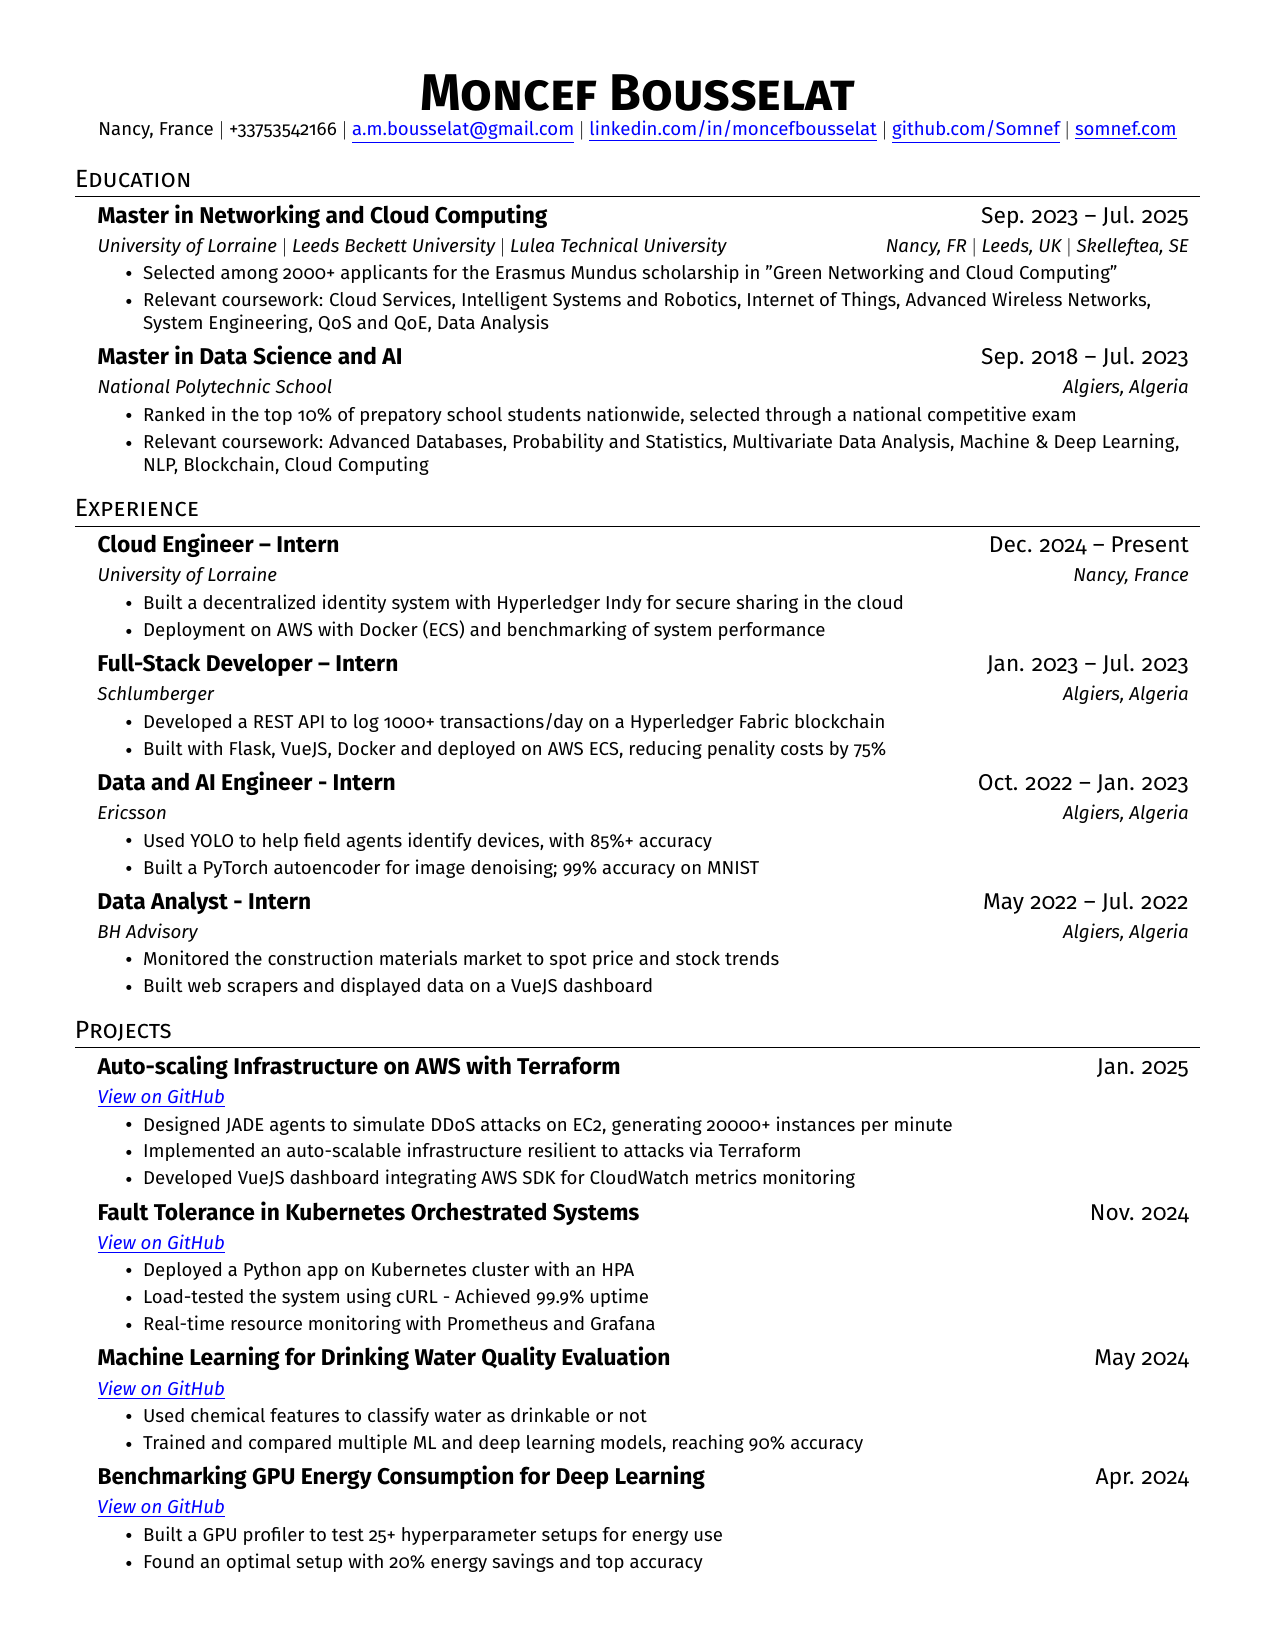 Moncef Bousselat
Nancy, France | +33753542166 | a.m.bousselat@gmail.com | linkedin.com/in/moncefbousselat | github.com/Somnef | somnef.com
Education
Master in Networking and Cloud Computing Sep. 2023 – Jul. 2025
University of Lorraine | Leeds Beckett University | Lulea Technical University Nancy, FR | Leeds, UK | Skelleftea, SE
• Selected among 2000+ applicants for the Erasmus Mundus scholarship in ”Green Networking and Cloud Computing”
• Relevant coursework: Cloud Services, Intelligent Systems and Robotics, Internet of Things, Advanced Wireless Networks,
System Engineering, QoS and QoE, Data Analysis
Master in Data Science and AI Sep. 2018 – Jul. 2023
National Polytechnic School Algiers, Algeria
• Ranked in the top 10% of prepatory school students nationwide, selected through a national competitive exam
• Relevant coursework: Advanced Databases, Probability and Statistics, Multivariate Data Analysis, Machine & Deep Learning,
NLP, Blockchain, Cloud Computing
Experience
Cloud Engineer – Intern Dec. 2024 – Present
University of Lorraine Nancy, France
• Built a decentralized identity system with Hyperledger Indy for secure sharing in the cloud
• Deployment on AWS with Docker (ECS) and benchmarking of system performance
Full-Stack Developer – Intern Jan. 2023 – Jul. 2023
Schlumberger Algiers, Algeria
• Developed a REST API to log 1000+ transactions/day on a Hyperledger Fabric blockchain
• Built with Flask, VueJS, Docker and deployed on AWS ECS, reducing penality costs by 75%
Data and AI Engineer - Intern Oct. 2022 – Jan. 2023
Ericsson Algiers, Algeria
• Used YOLO to help field agents identify devices, with 85%+ accuracy
• Built a PyTorch autoencoder for image denoising; 99% accuracy on MNIST
Data Analyst - Intern May 2022 – Jul. 2022
BH Advisory Algiers, Algeria
• Monitored the construction materials market to spot price and stock trends
• Built web scrapers and displayed data on a VueJS dashboard
Projects
Auto-scaling Infrastructure on AWS with Terraform Jan. 2025
View on GitHub
• Designed JADE agents to simulate DDoS attacks on EC2, generating 20000+ instances per minute
• Implemented an auto-scalable infrastructure resilient to attacks via Terraform
• Developed VueJS dashboard integrating AWS SDK for CloudWatch metrics monitoring
Fault Tolerance in Kubernetes Orchestrated Systems Nov. 2024
View on GitHub
• Deployed a Python app on Kubernetes cluster with an HPA
• Load-tested the system using cURL - Achieved 99.9% uptime
• Real-time resource monitoring with Prometheus and Grafana
Machine Learning for Drinking Water Quality Evaluation May 2024
View on GitHub
• Used chemical features to classify water as drinkable or not
• Trained and compared multiple ML and deep learning models, reaching 90% accuracy
Benchmarking GPU Energy Consumption for Deep Learning Apr. 2024
View on GitHub
• Built a GPU profiler to test 25+ hyperparameter setups for energy use
• Found an optimal setup with 20% energy savings and top accuracy